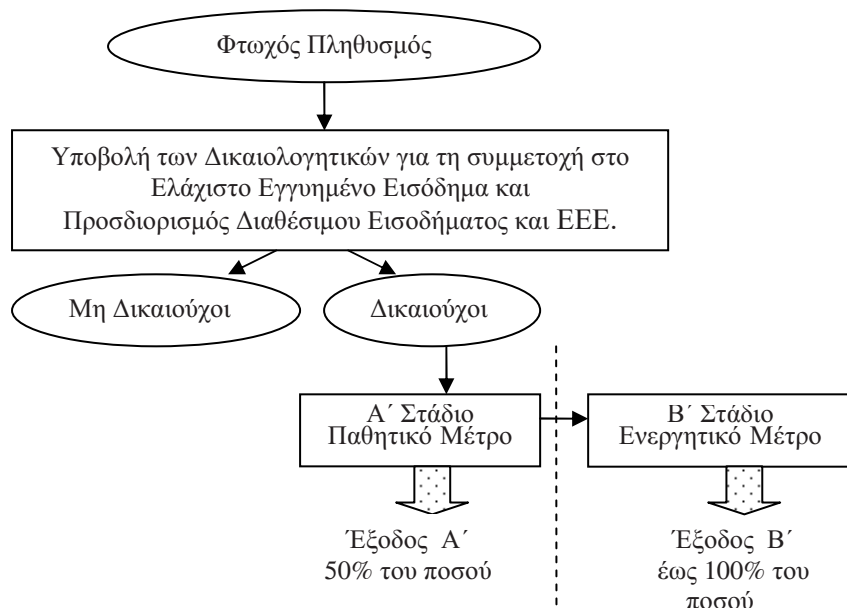 Φτωχός Πληθυσμός
Υποβολή των Δικαιολογητικών για τη συμμετοχή στο
Ελάχιστο Εγγυημένο Εισόδημα και
Προσδιορισμός Διαθέσιμου Εισοδήματος και ΕΕΕ.
Μη Δικαιούχοι
Δικαιούχοι
Α΄ Στάδιο
Παθητικό Μέτρο
Β΄ Στάδιο
Ενεργητικό Μέτρο
Έξοδος Α΄
50% του ποσού
Έξοδος Β΄
έως 100% του
ποσού